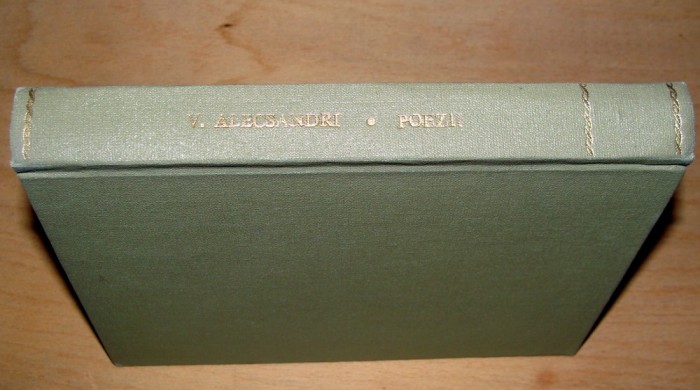 V. ALECSANDRI • POEZII